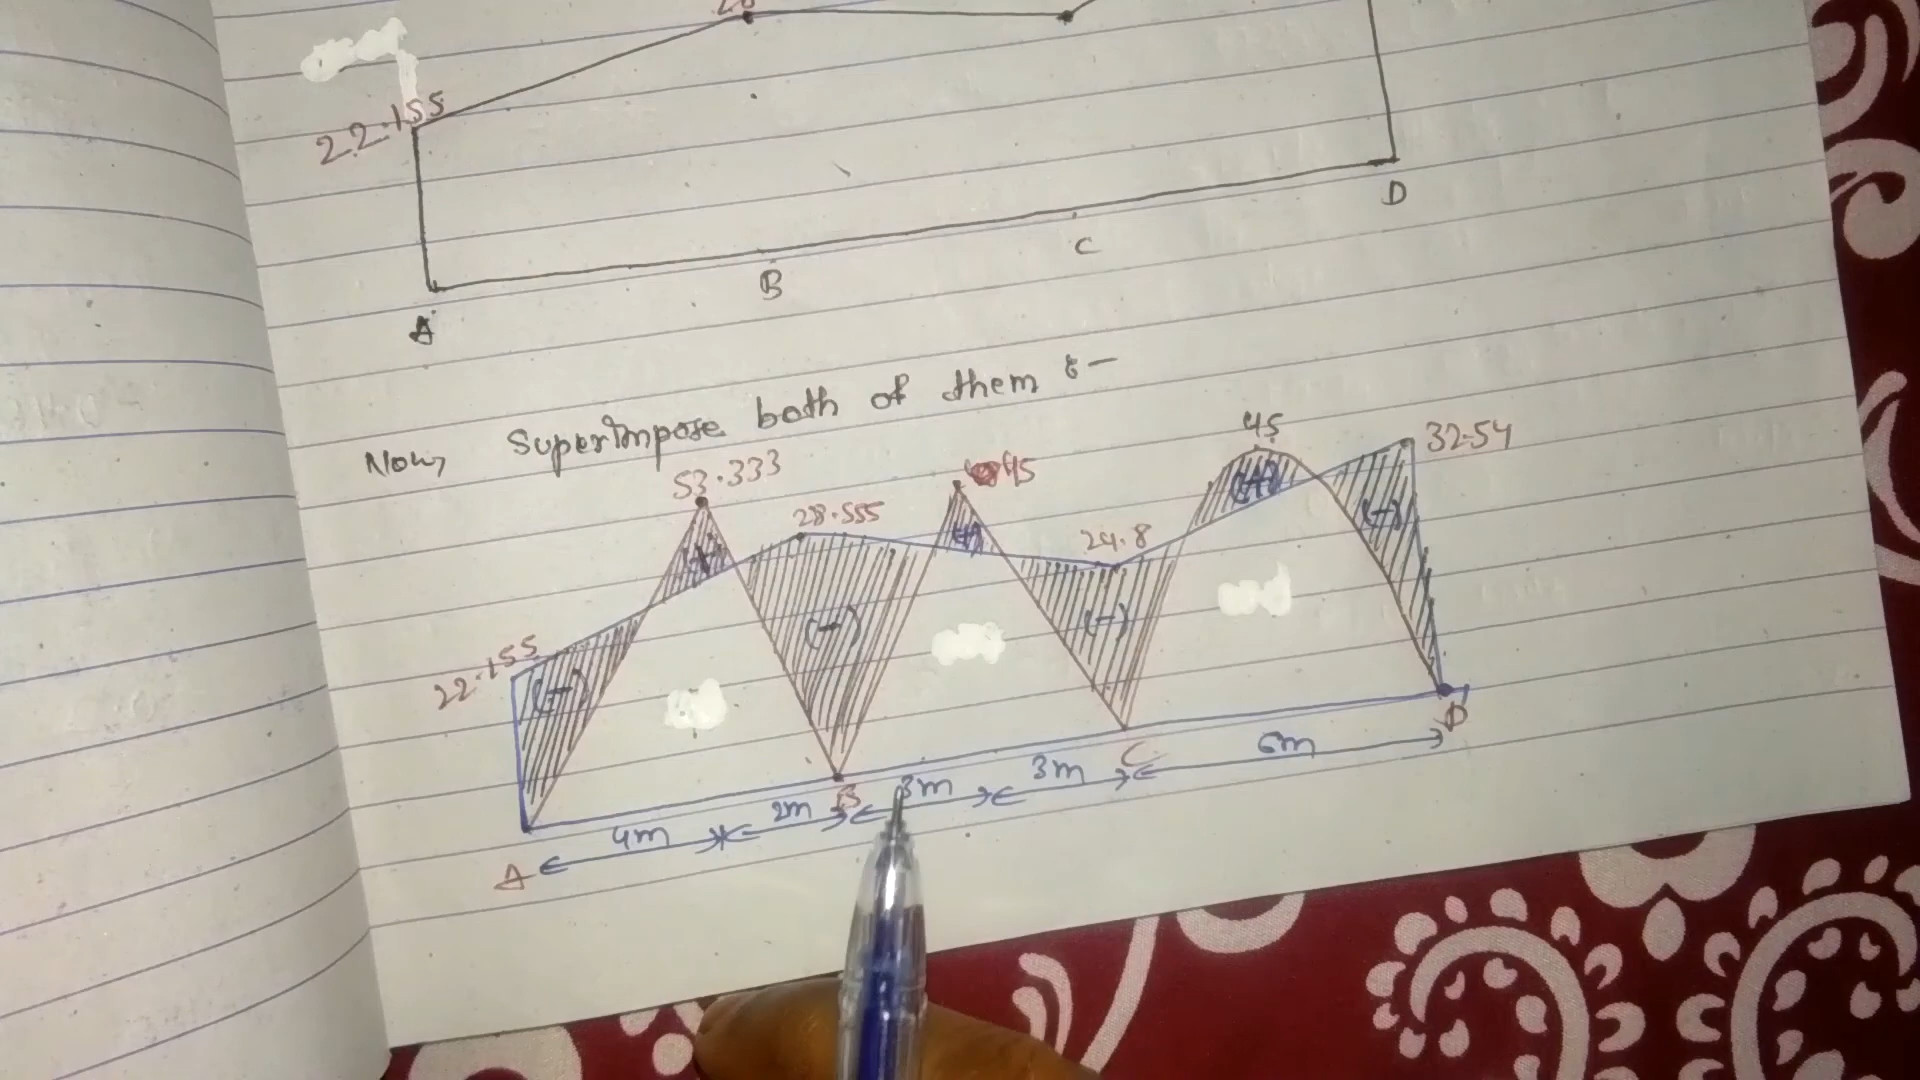 22.155
A
B
C
D
Now, Superimpose both of them :-
53.333
28.555
45
24.8
45
32.54
22.155
(-)
(+)
(-)
(+)
(-)
(+)
(-)
A
B
C
D
4m
2m
3m
3m
6m